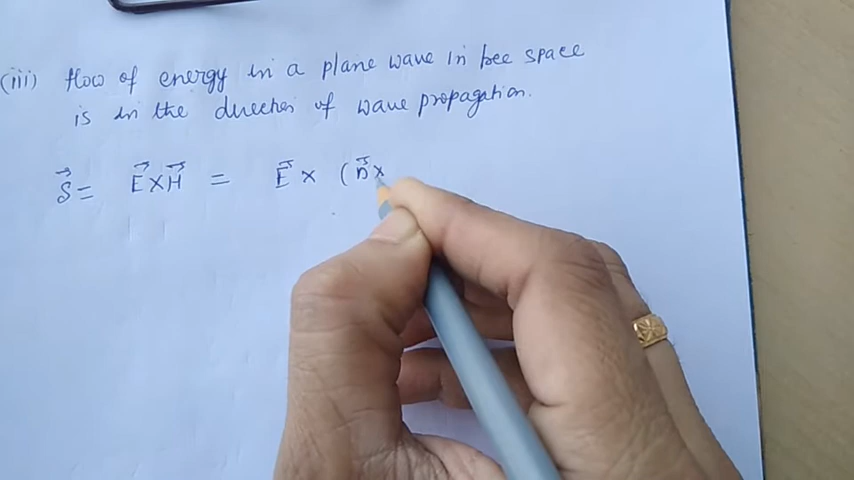 (iii) flow of energy in a plane wave in free space
is in the direction of wave propagation.
S⃗ = E⃗ × H⃗ = E⃗ × (n⃗ ×